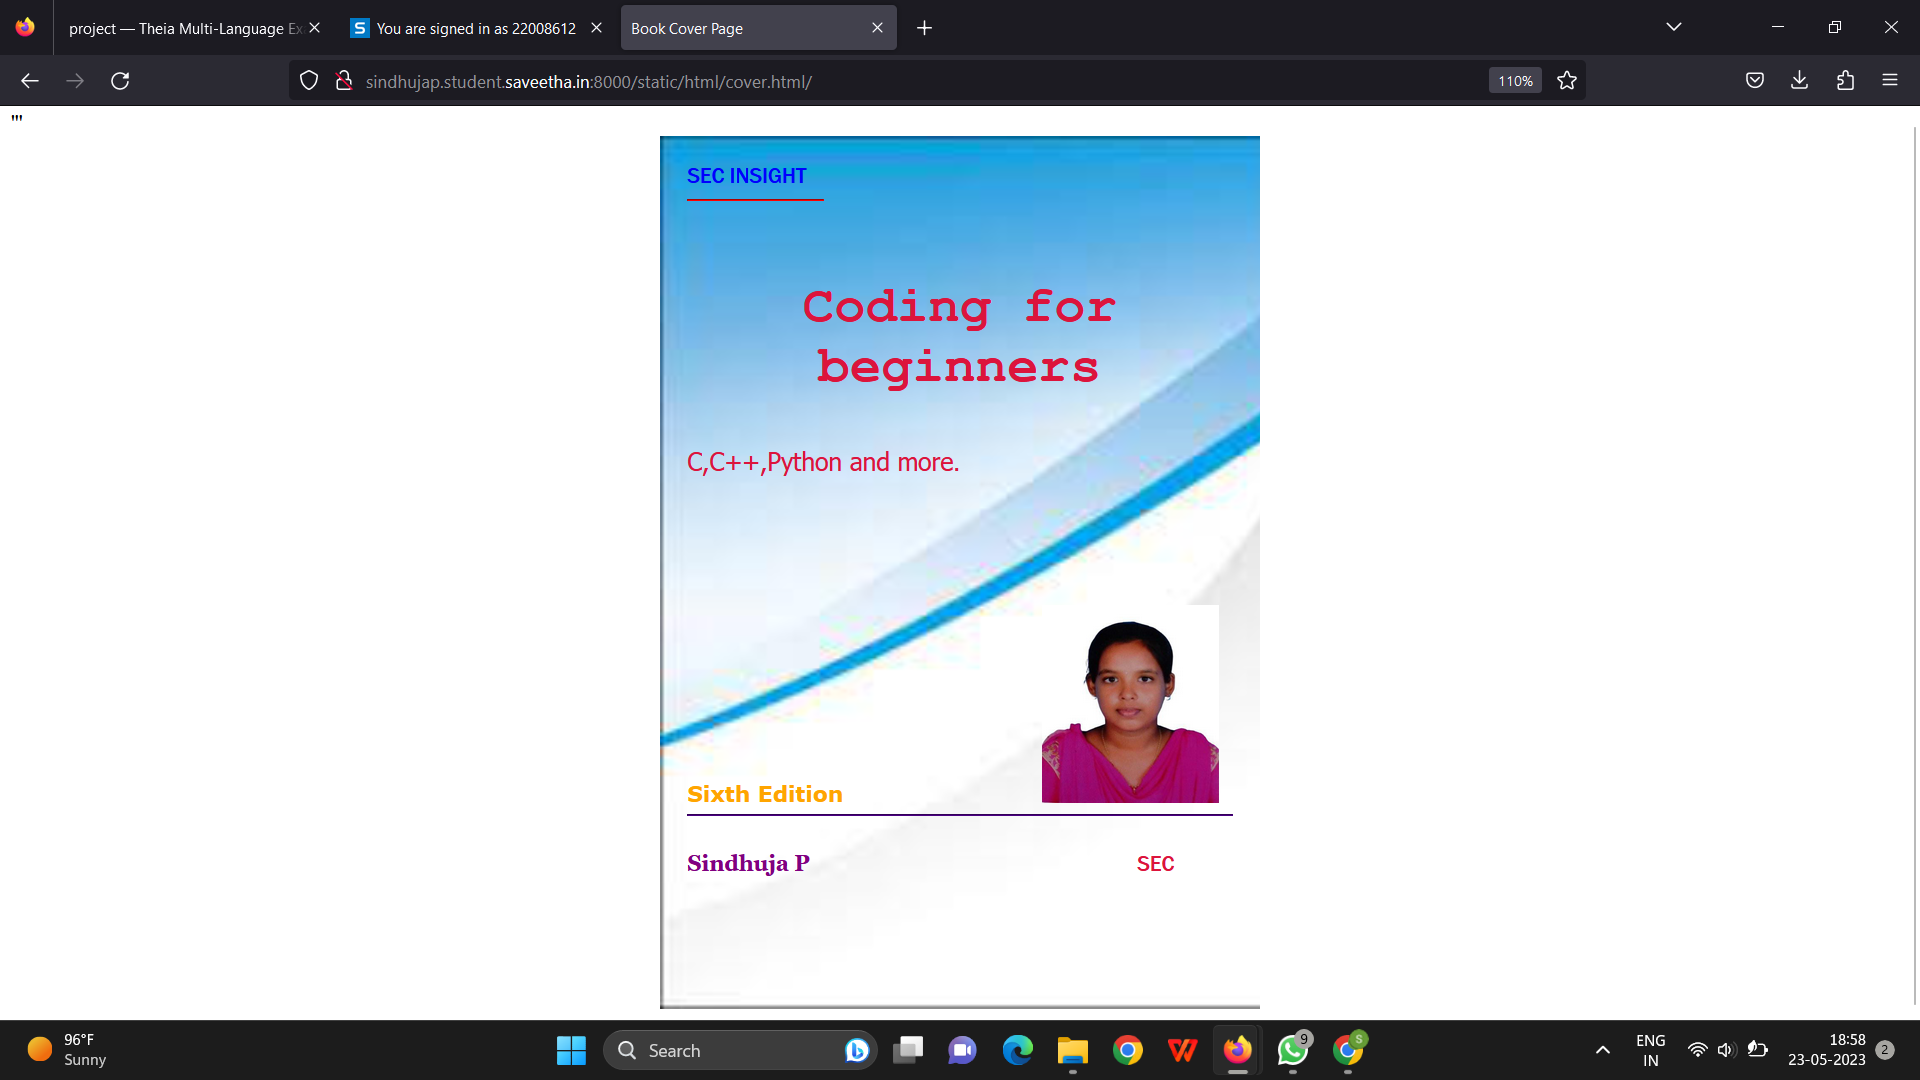 project — Theia Multi-Language Ex
You are signed in as 22008612
Book Cover Page
sindhujap.student.saveetha.in:8000/static/html/cover.html/
110%
"'
SEC INSIGHT
Coding for
beginners
C,C++,Python and more.
Sixth Edition
Sindhuja P
SEC
96°F
Sunny
Search
9
S
ENG
IN
18:58
23-05-2023
2